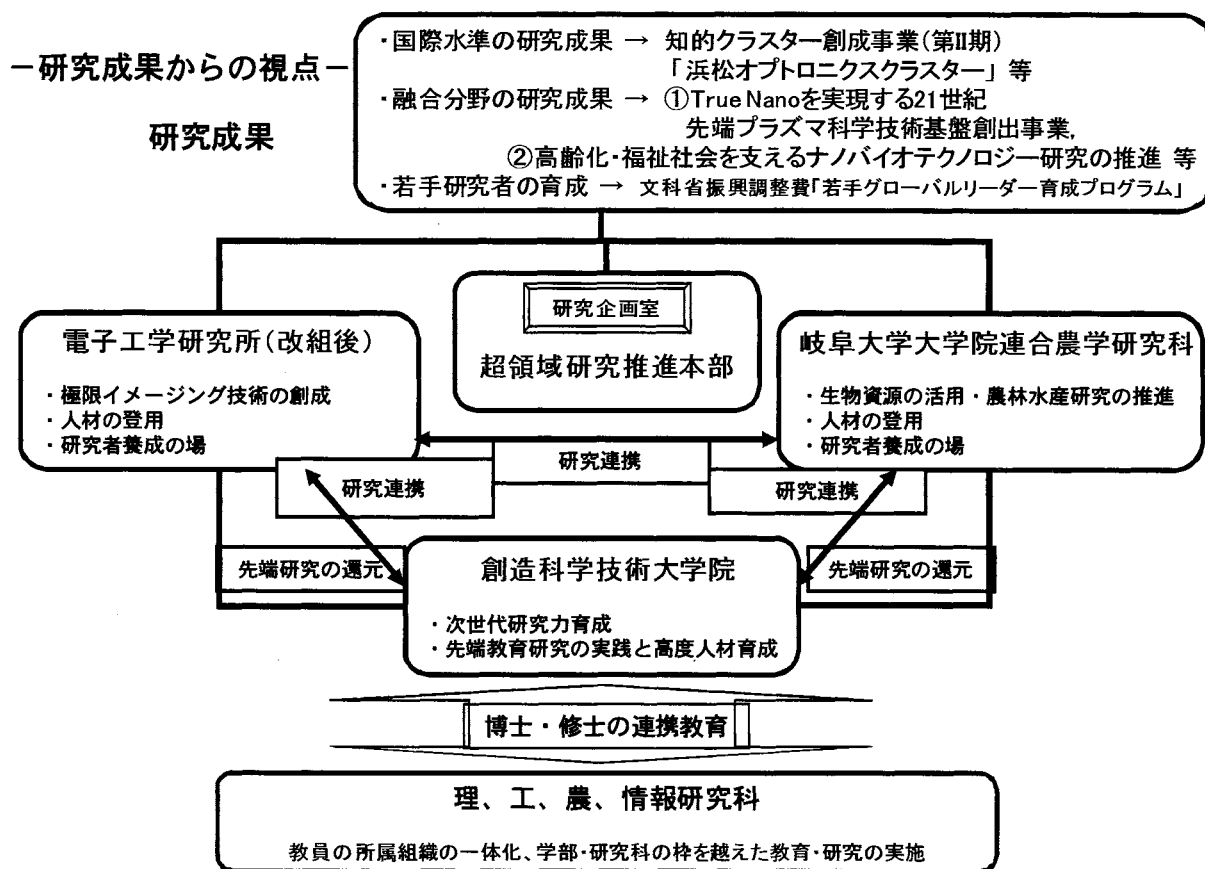 －研究成果からの視点－
研究成果
・国際水準の研究成果 → 知的クラスター創成事業(第II期)
「浜松オプトロニクスクラスター」等
・融合分野の研究成果 → ①True Nanoを実現する21世紀
先端プラズマ科学技術基盤創出事業,
②高齢化・福祉社会を支えるナノバイオテクノロジー研究の推進 等
・若手研究者の育成 → 文科省振興調整費「若手グローバルリーダー育成プログラム」
研究企画室
超領域研究推進本部
電子工学研究所(改組後)
・極限イメージング技術の創成
・人材の登用
・研究者養成の場
岐阜大学大学院連合農学研究科
・生物資源の活用・農林水産研究の推進
・人材の登用
・研究者養成の場
研究連携
研究連携
研究連携
先端研究の還元
先端研究の還元
創造科学技術大学院
・次世代研究力育成
・先端教育研究の実践と高度人材育成
博士・修士の連携教育
理、工、農、情報研究科
教員の所属組織の一体化、学部・研究科の枠を越えた教育・研究の実施